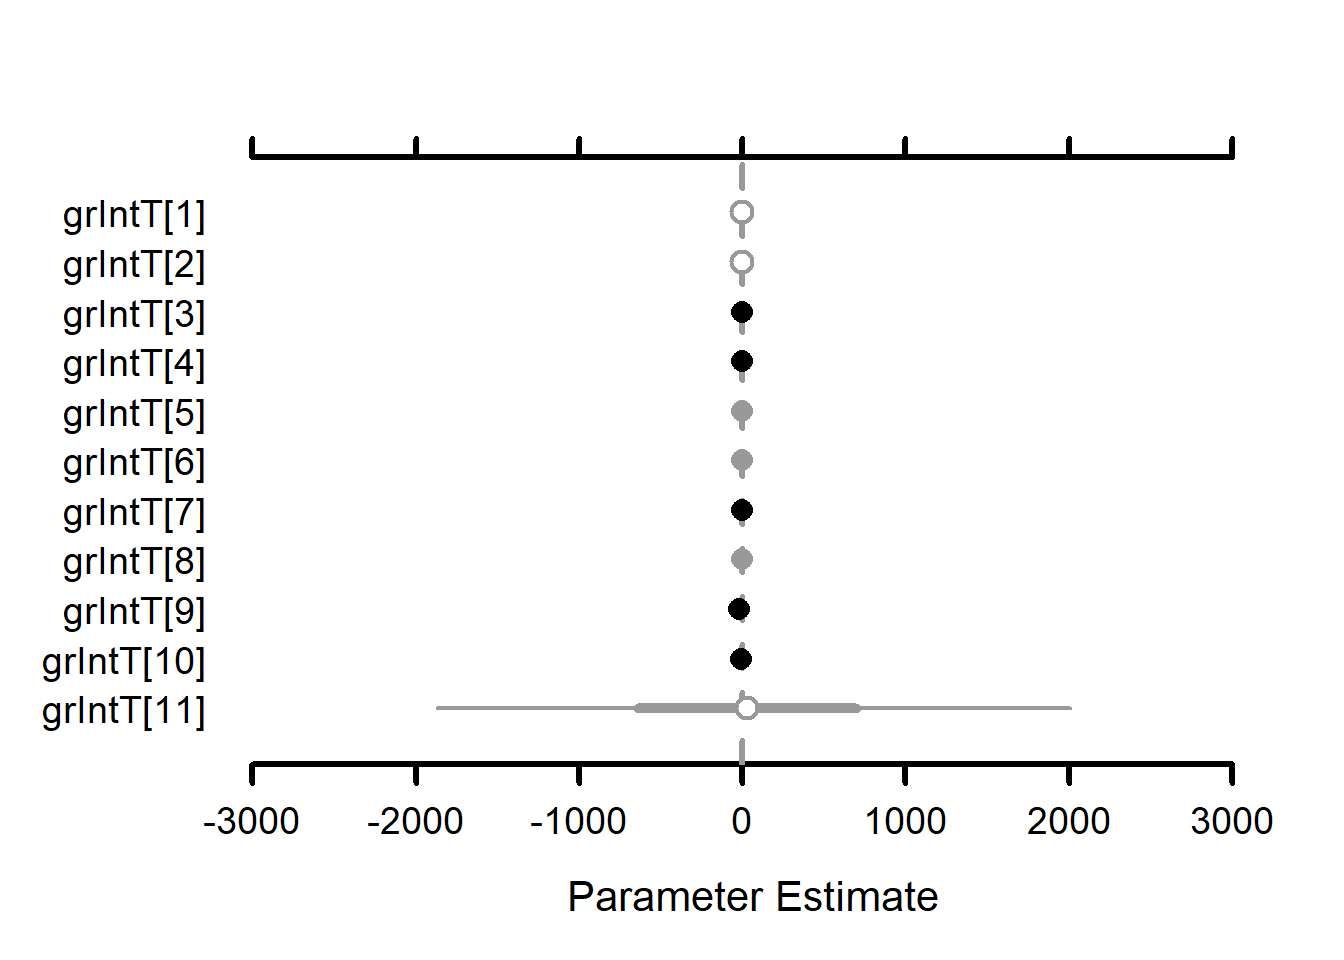 grIntT[1]
grIntT[2]
grIntT[3]
grIntT[4]
grIntT[5]
grIntT[6]
grIntT[7]
grIntT[8]
grIntT[9]
grIntT[10]
grIntT[11]
-3000 -2000 -1000 0 1000 2000 3000
Parameter Estimate